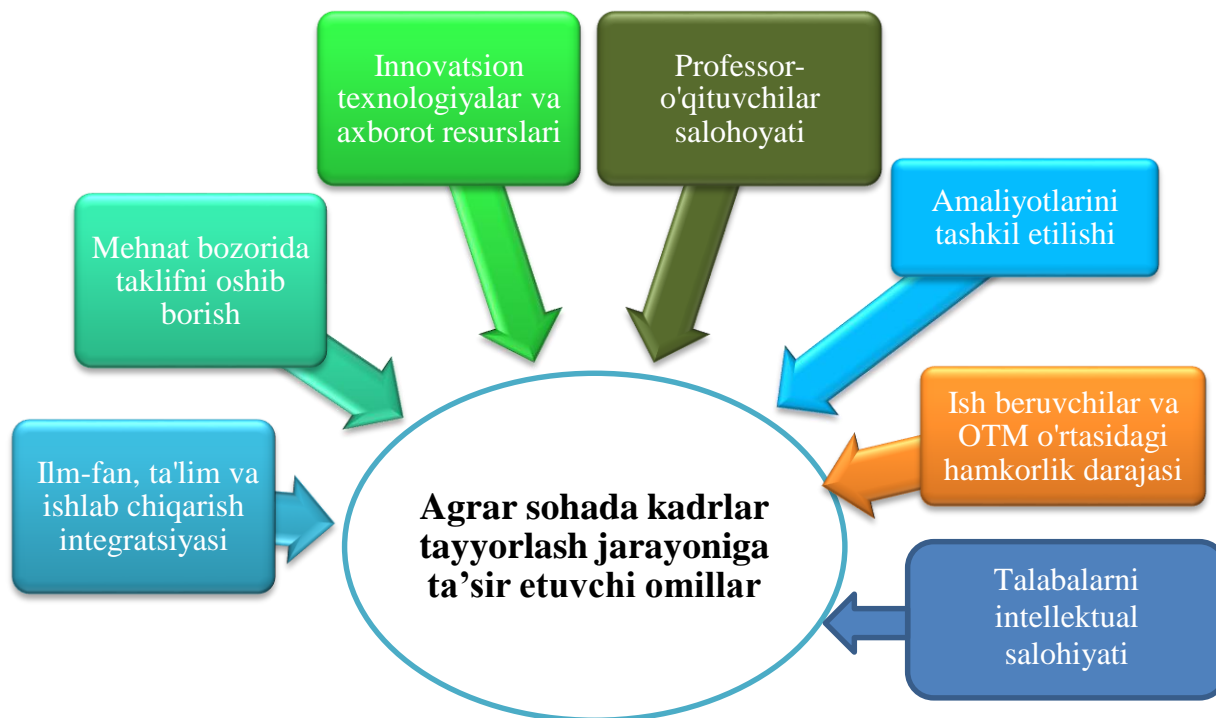 Innovatsion
texnologiyalar va
axborot resurslari
Professor-
o'qituvchilar
salohoyati
Amaliyotlarini
tashkil etilishi
Mehnat bozorida
taklifni oshib
borish
Ish beruvchilar va
OTM o'rtasidagi
hamkorlik darajasi
Ilm-fan, ta'lim va
ishlab chiqarish
integratsiyasi
Agrar sohada kadrlar
tayyorlash jarayoniga
ta’sir etuvchi omillar
Talabalarni
intellektual
salohiyati